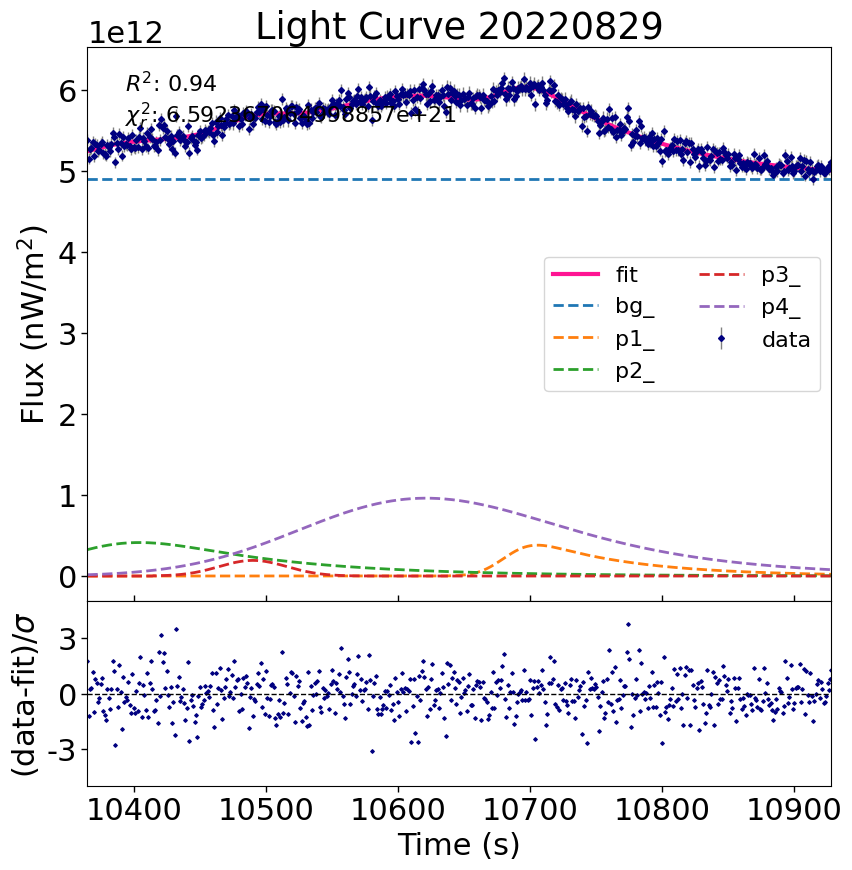 Light Curve 20220829
1e12
R²: 0.94
χ²ᵣ:
6
5
4
3
2
1
0
Flux (nW/m²)
fit
bg_
p1_
p2_
p3_
p4_
data
3
0
-3
(data-fit)/σ
10400 10500 10600 10700 10800 10900
Time (s)